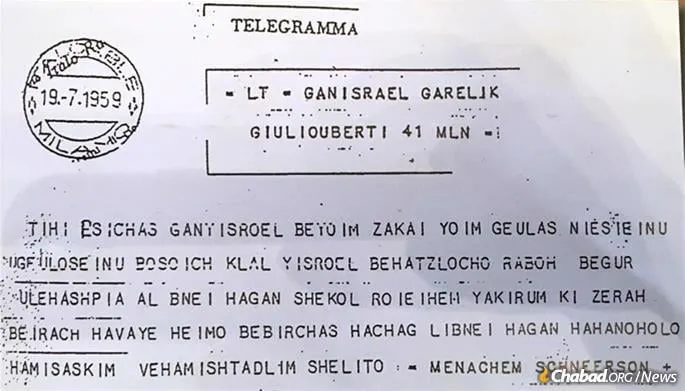 TELEGRAMMA
19.-7.1959
MILANO
= LT = GANISRAEL GARELIK
GIULIOUBERTI 41 MLN =
TIHI PSICHAS GANYISROEL BEYOIM ZAKAI YOIM GEULAS NIESIEINU
UGEULOSEINU BOSOICH KLAL YISROEL BEHATZLOCHO RABOH BEGUR
ULEHASHPIA AL BNEI HAGAN SHEKOL ROIEIHEM YAKIRUM KI ZERAH
BEIRACH HAVAYE HEIMO BEBIRCHAS HACHAG LIBNEI HAGAN HAHANOHOLO
HAMISASKIM VEHAMISHTADLIM SHELITO = MENACHEM SCHNEERSON +
Chabad.ORG/News